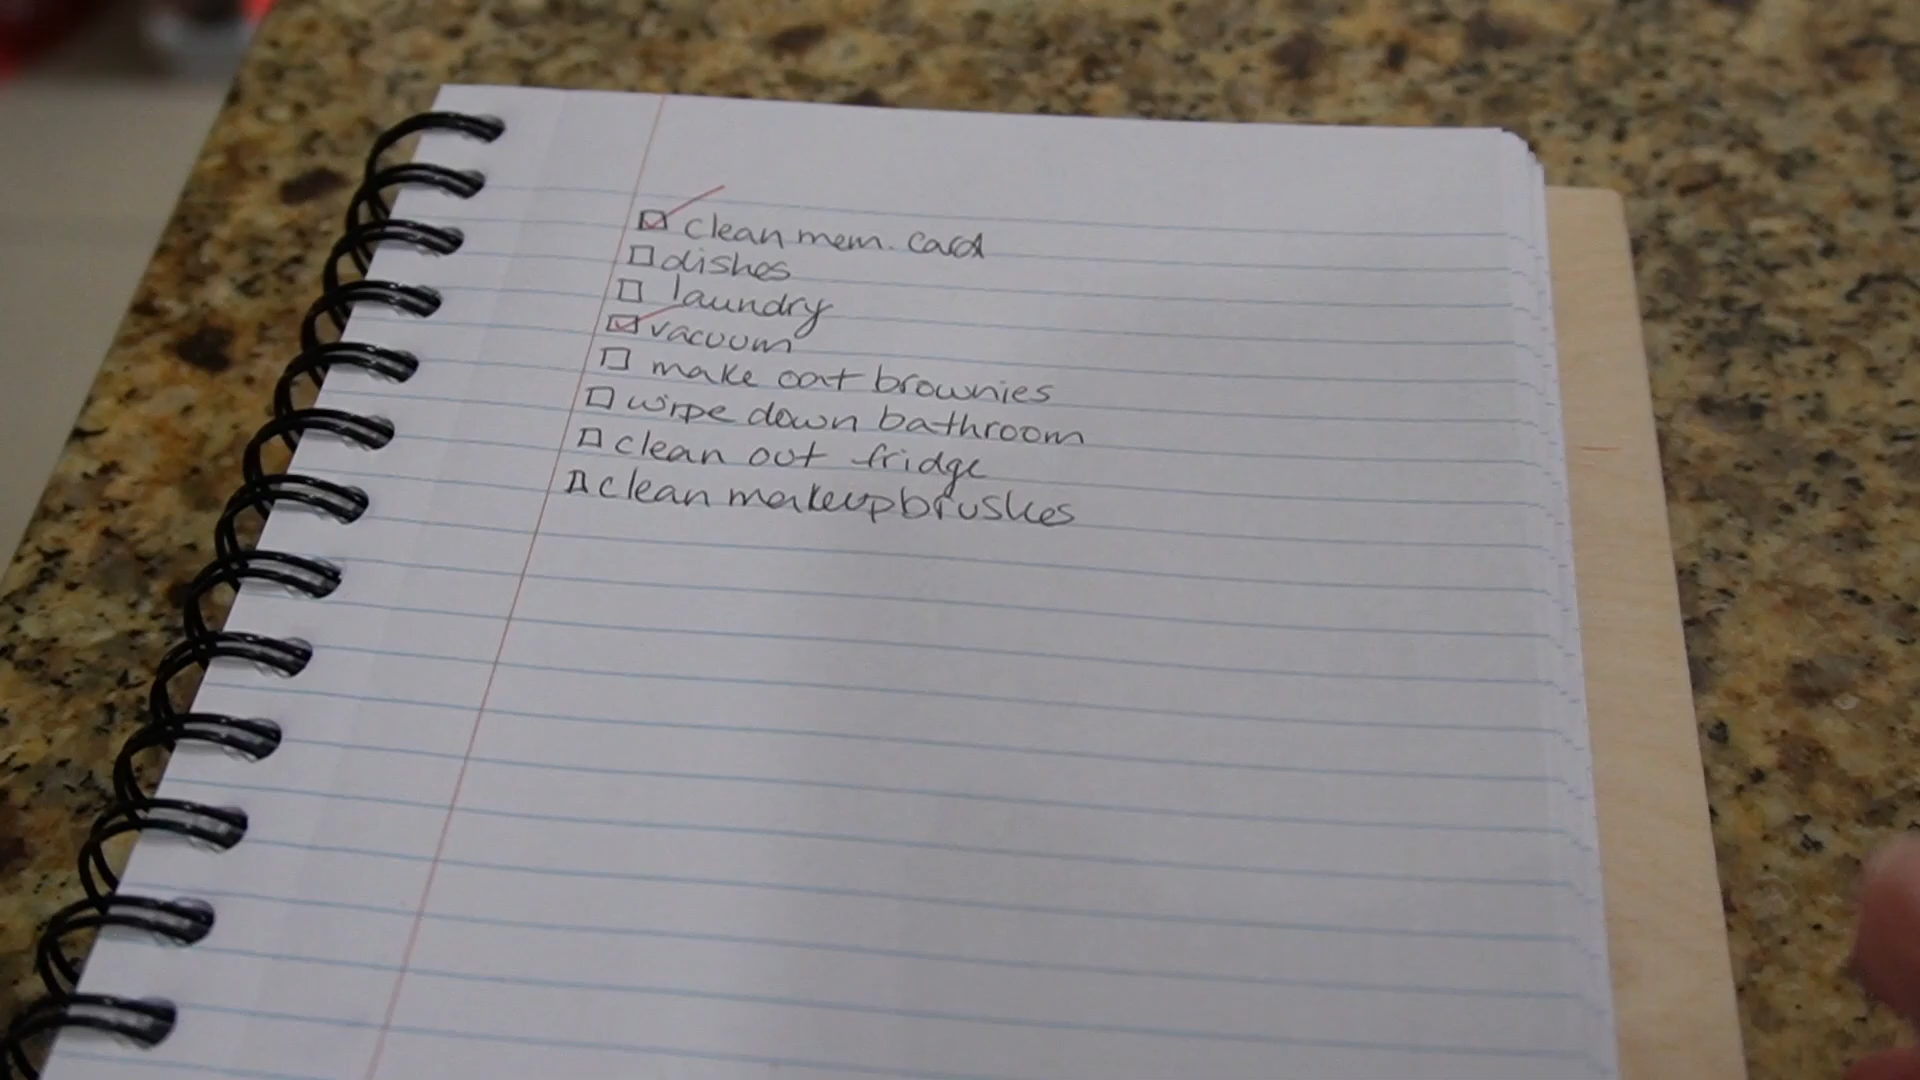 ☑ clean mem. card
☐ dishes
☐ laundry
☑ vacuum
☐ make oat brownies
☐ wipe down bathroom
☐ clean out fridge
☐ clean makeup brushes